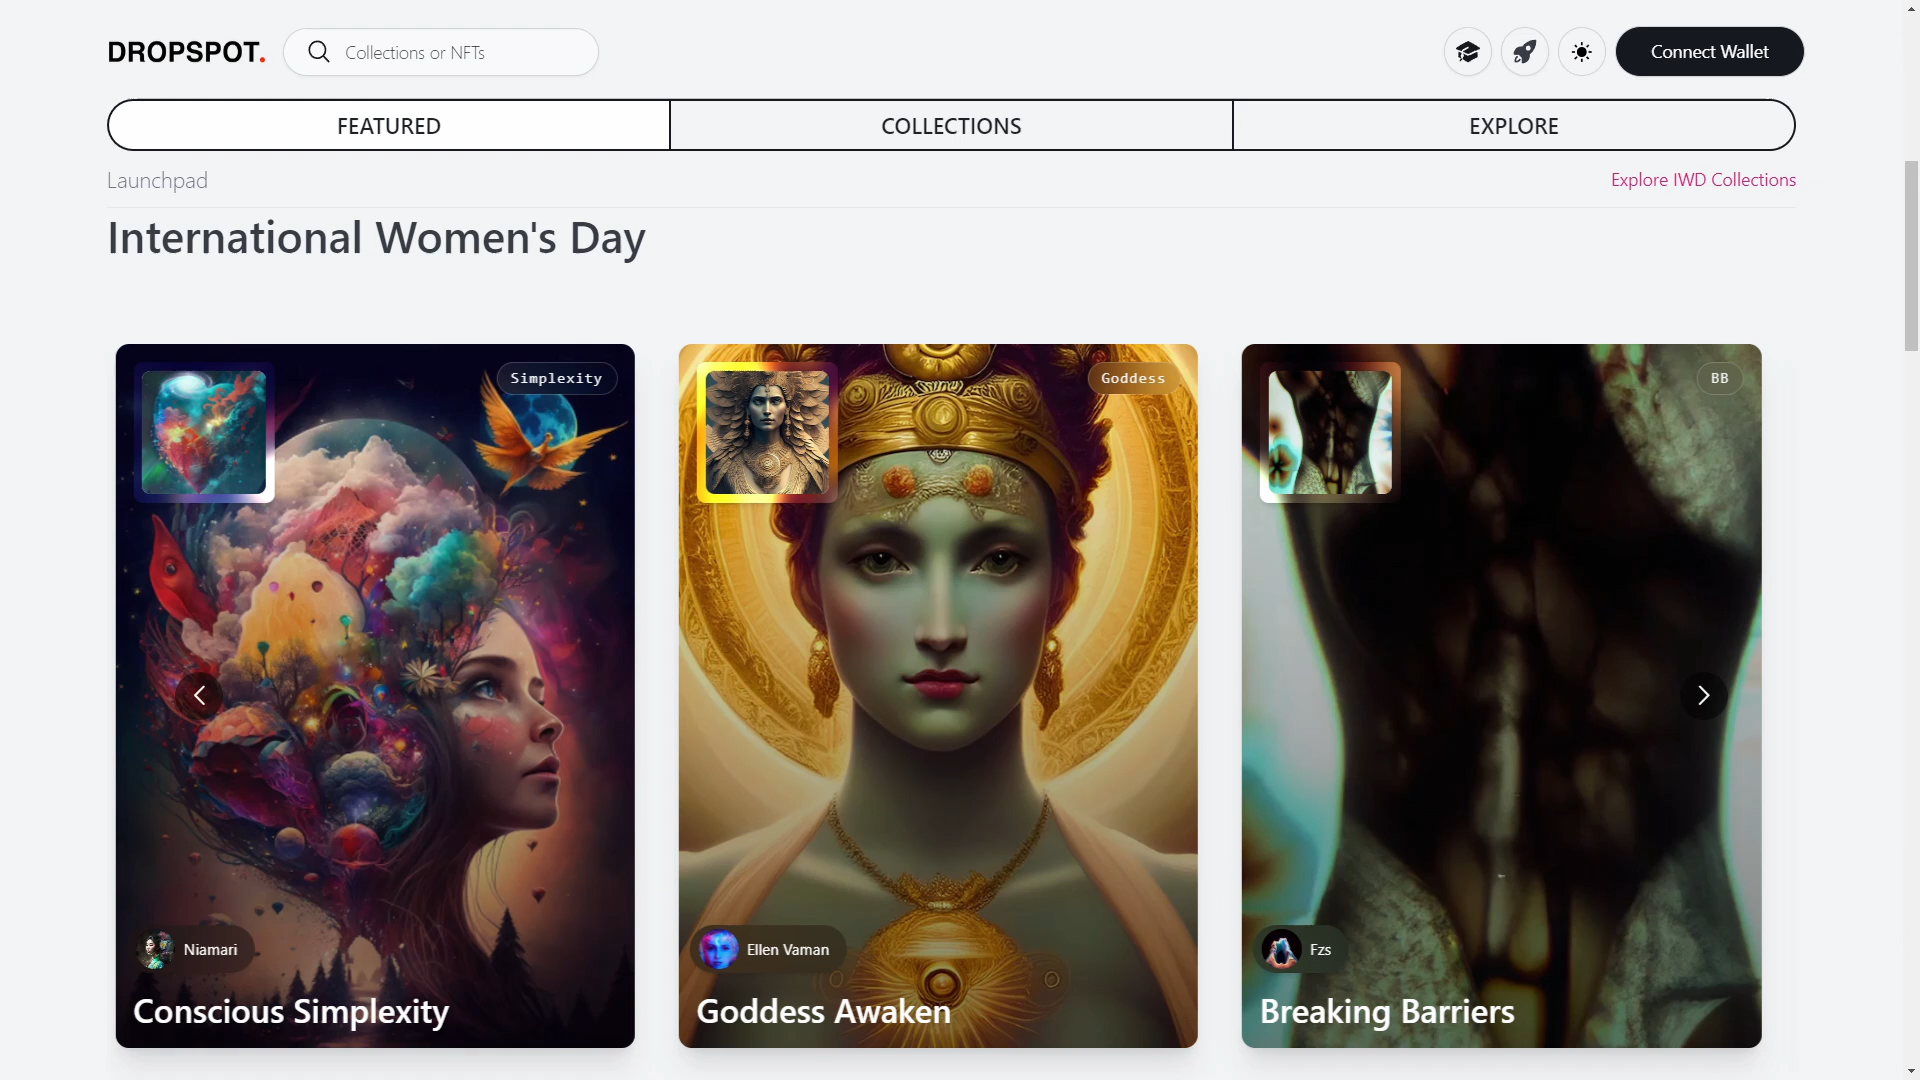 DROPSPOT.
Collections or NFTs
Connect Wallet
FEATURED
COLLECTIONS
EXPLORE
Launchpad
Explore IWD Collections
International Women's Day
Simplexity
Goddess
BB
Niamari
Ellen Vaman
Fzs
Conscious Simplexity
Goddess Awaken
Breaking Barriers